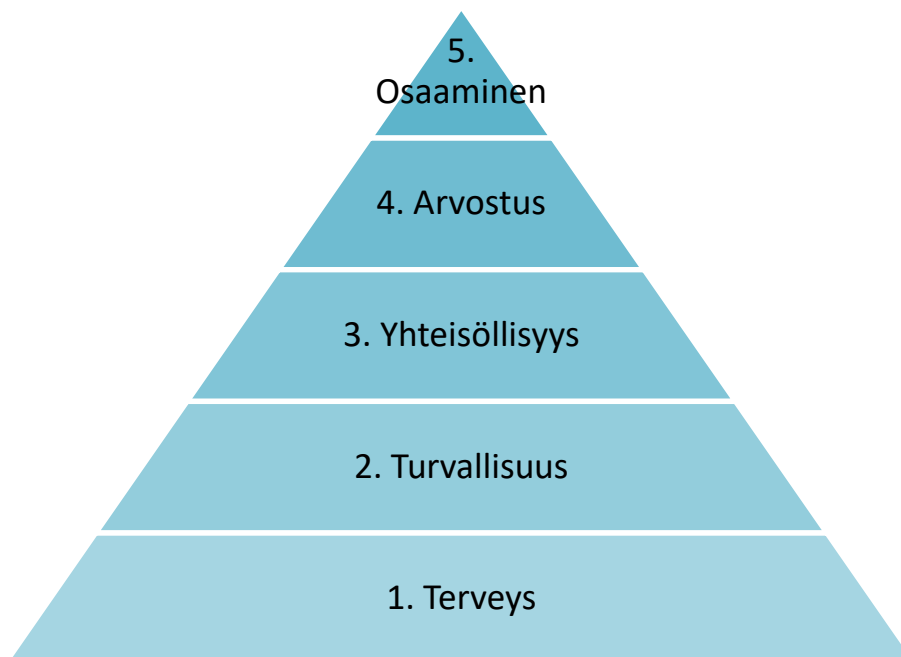 5.
Osaaminen
4. Arvostus
3. Yhteisöllisyys
2. Turvallisuus
1. Terveys